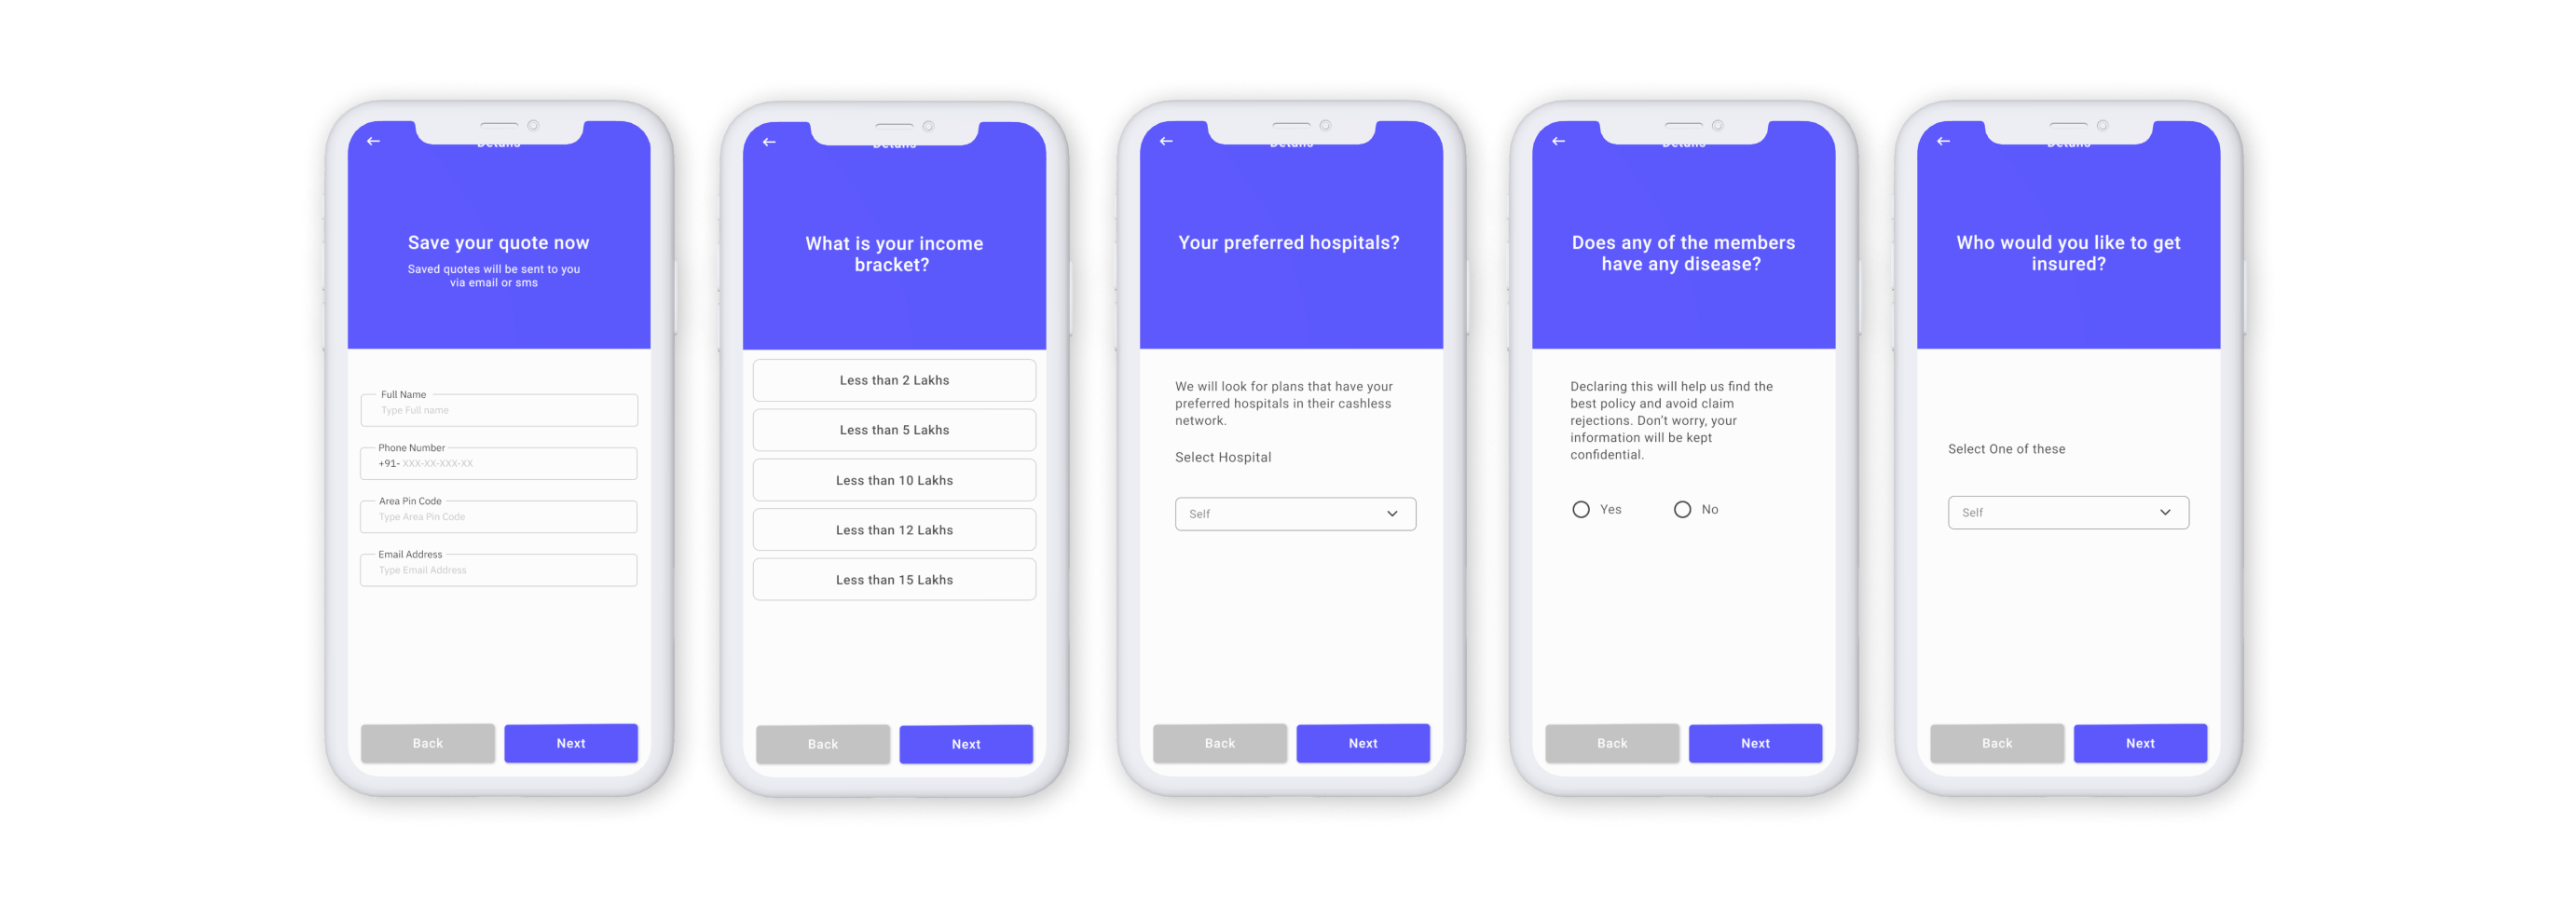 Save your quote now
Saved quotes will be sent to you
via email or sms
Full Name
Type Full name
Phone Number
+91- XXX-XX-XXX-XX
Area Pin Code
Type Area Pin Code
Email Address
Type Email Address
Back
Next
What is your income
bracket?
Less than 2 Lakhs
Less than 5 Lakhs
Less than 10 Lakhs
Less than 12 Lakhs
Less than 15 Lakhs
Back
Next
Your preferred hospitals?
We will look for plans that have your
preferred hospitals in their cashless
network.
Select Hospital
Self
Back
Next
Does any of the members
have any disease?
Declaring this will help us find the
best policy and avoid claim
rejections. Don’t worry, your
information will be kept
confidential.
Yes
No
Back
Next
Who would you like to get
insured?
Select One of these
Self
Back
Next